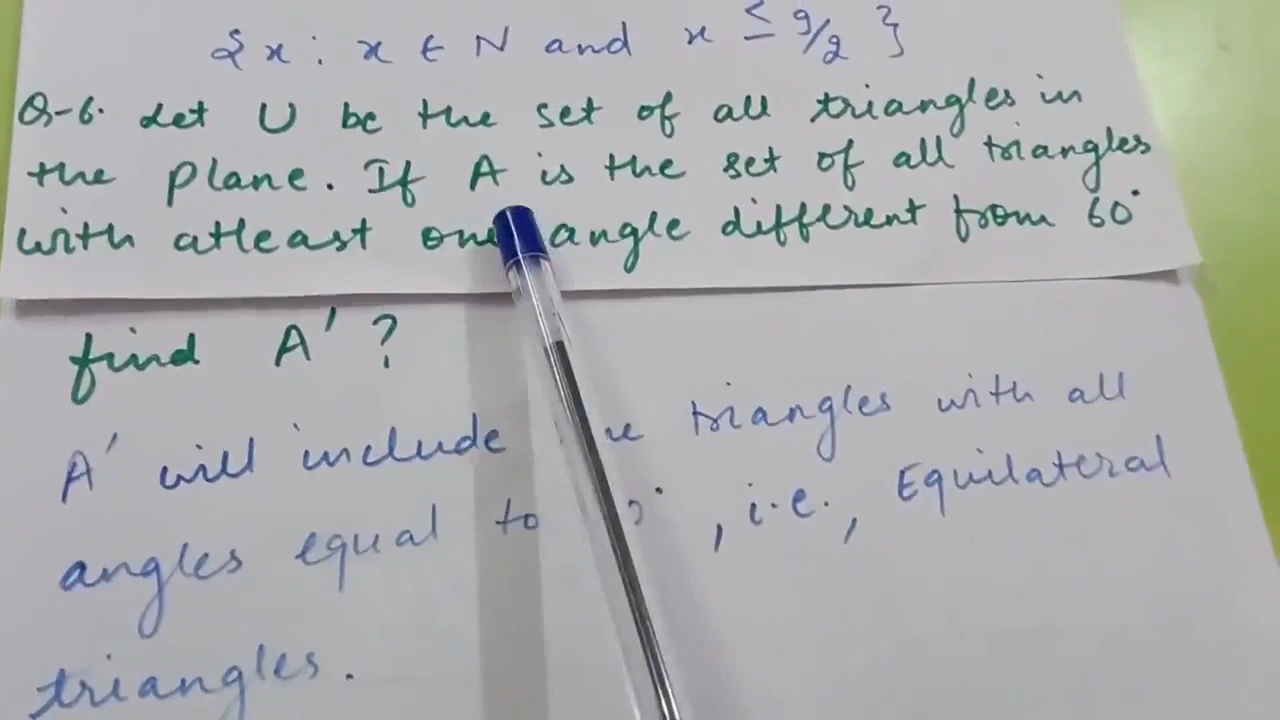 {x : x ∈ N and x ≤ 9/2 }
Q-6. Let U be the set of all triangles in
the plane. If A is the set of all triangles
with atleast one angle different from 60°
find A' ?
A' will include triangles with all
angles equal to , i.e., Equilateral
triangles.